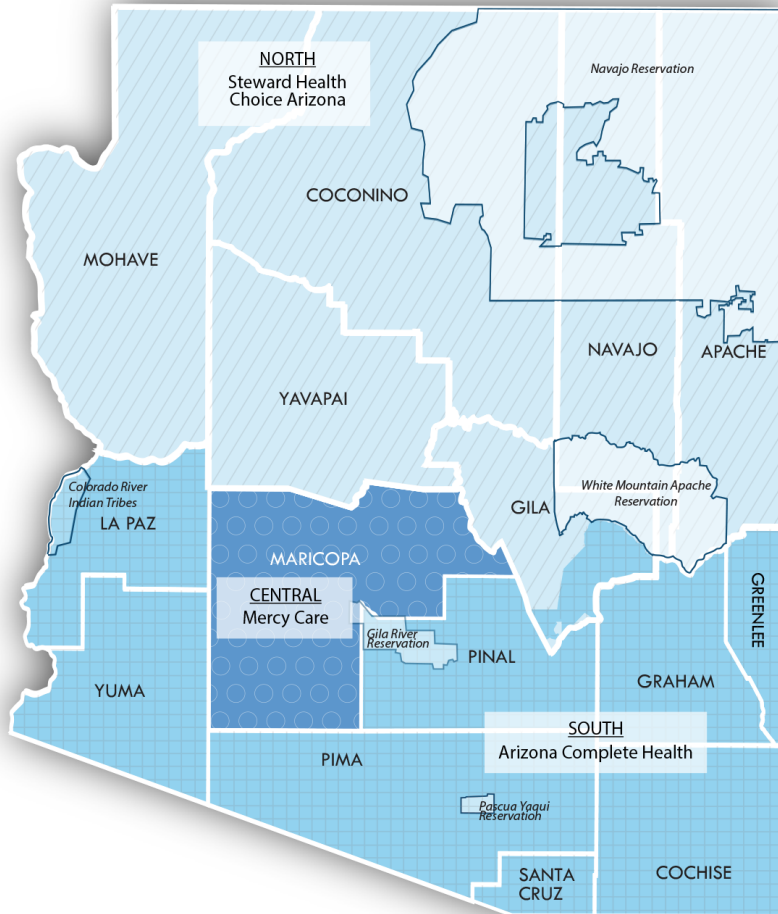 NORTH
Steward Health
Choice Arizona
Navajo Reservation
COCONINO
MOHAVE
NAVAJO
APACHE
YAVAPAI
Colorado River
Indian Tribes
LA PAZ
White Mountain Apache
Reservation
GILA
MARICOPA
CENTRAL
Mercy Care
GREENLEE
Gila River
Reservation
PINAL
YUMA
GRAHAM
SOUTH
Arizona Complete Health
PIMA
Pascua Yaqui
Reservation
SANTA
CRUZ
COCHISE